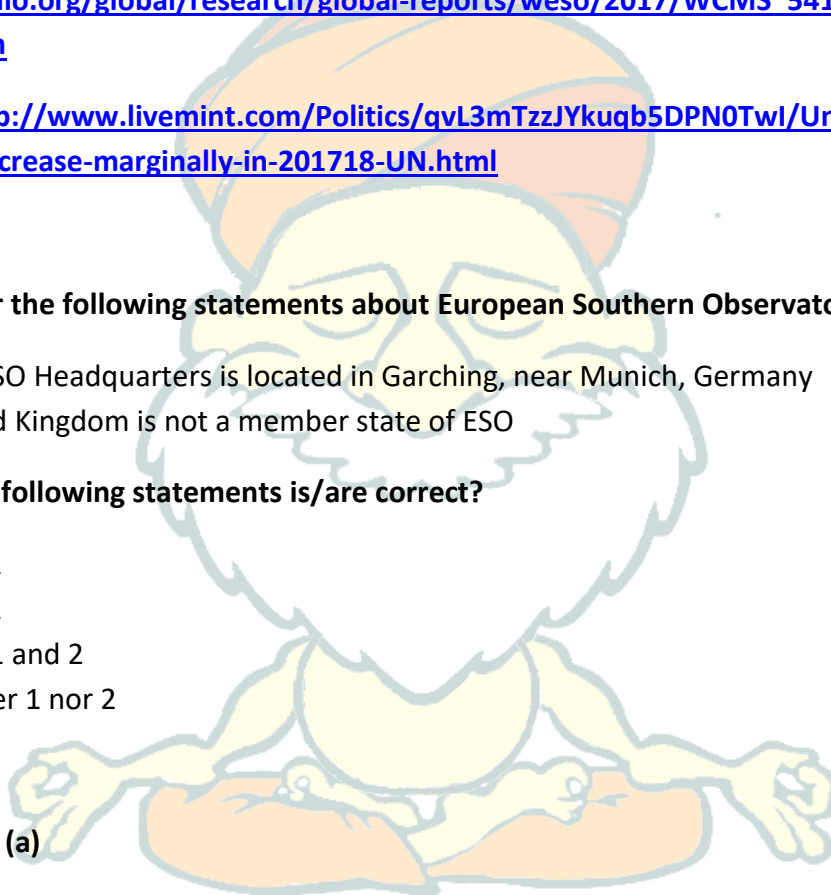 ilo.org/global/research/global-reports/weso/2017/WCMS_541
p://www.livemint.com/Politics/qvL3mTzzJYkuqb5DPN0TwI/Un
crease-marginally-in-201718-UN.html
r the following statements about European Southern Observato
SO Headquarters is located in Garching, near Munich, Germany
d Kingdom is not a member state of ESO
following statements is/are correct?
and 2
er 1 nor 2
(a)